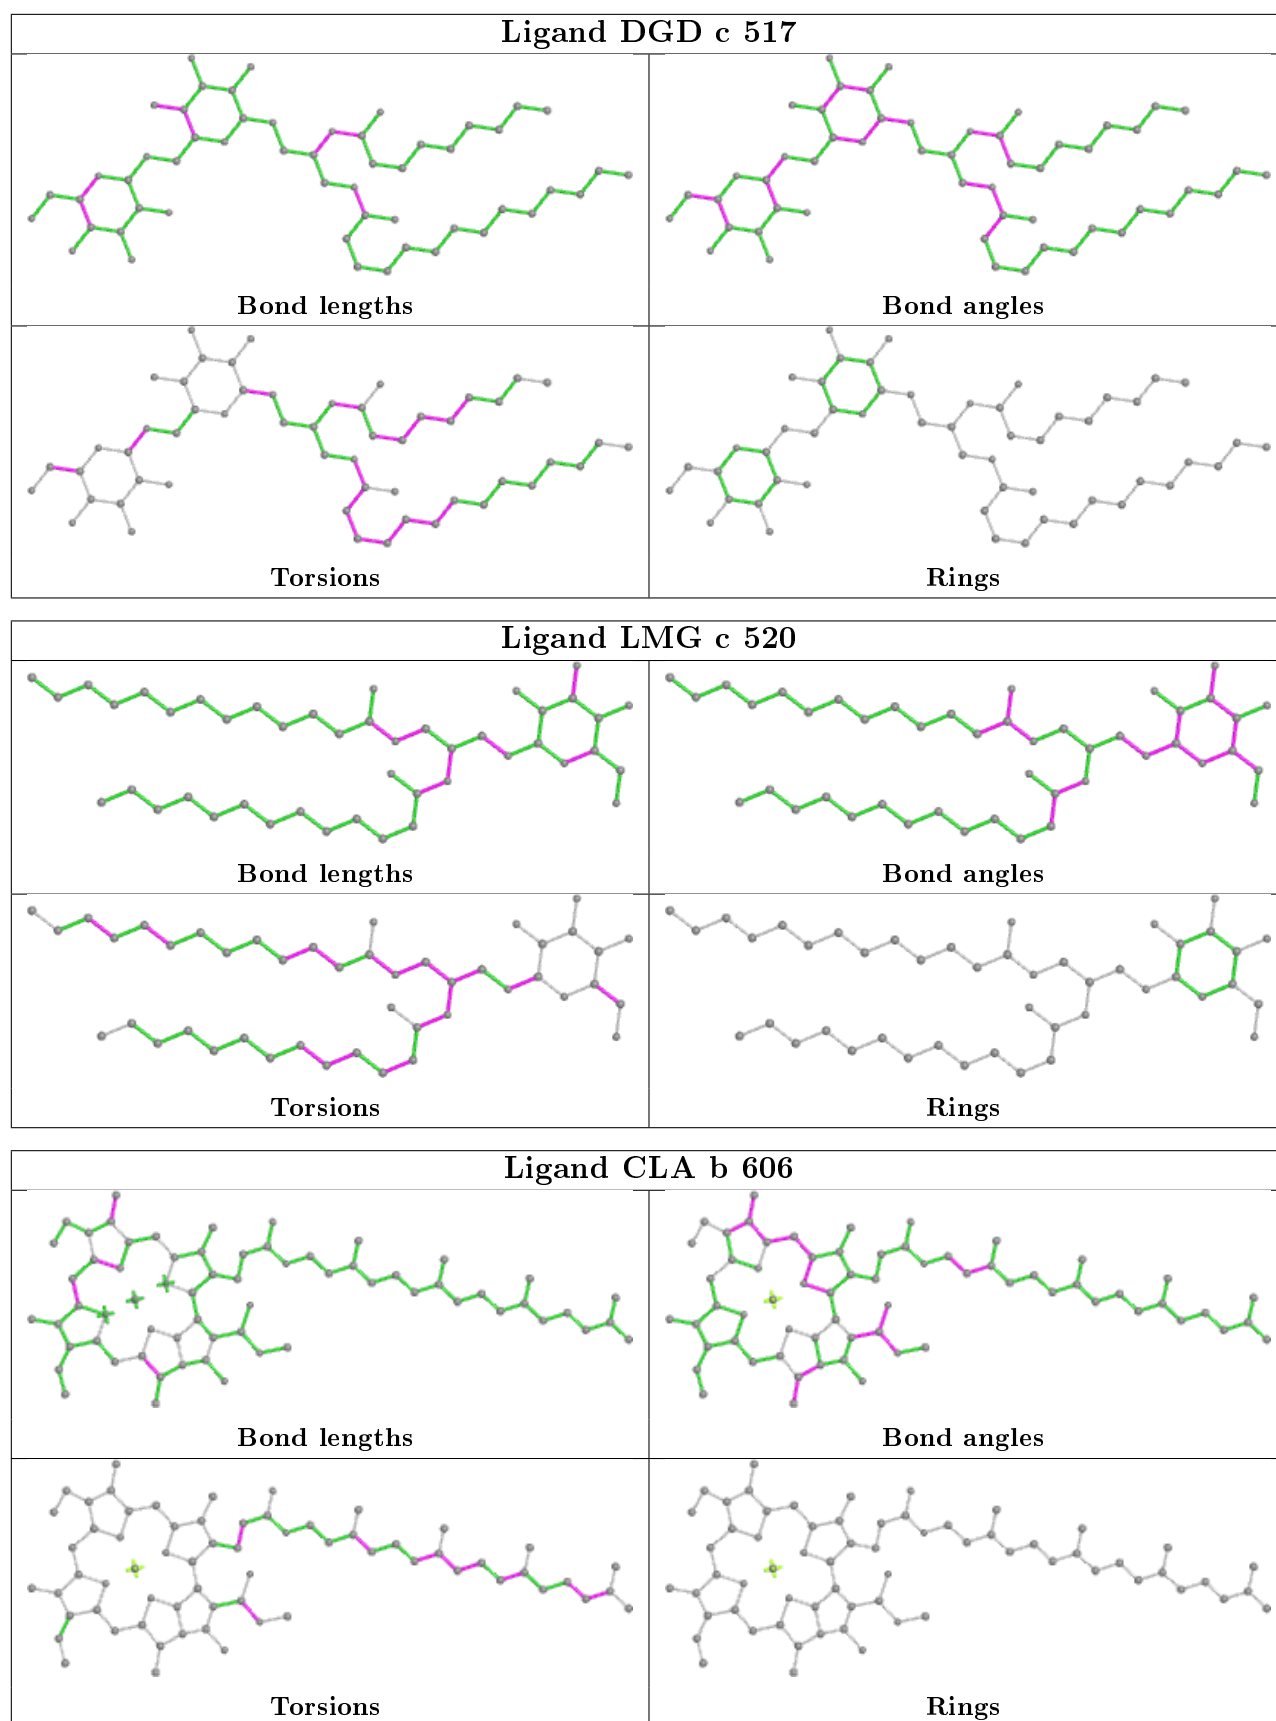 Ligand DGD c 517
Bond lengths
Bond angles
Torsions
Rings
Ligand LMG c 520
Bond lengths
Bond angles
Torsions
Rings
Ligand CLA b 606
Bond lengths
Bond angles
Torsions
Rings